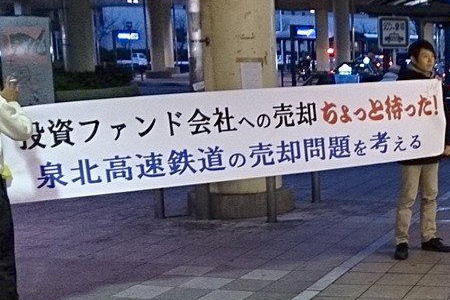 投資ファンド会社への売却ちょっと待った!
泉北高速鉄道の売却問題を考える